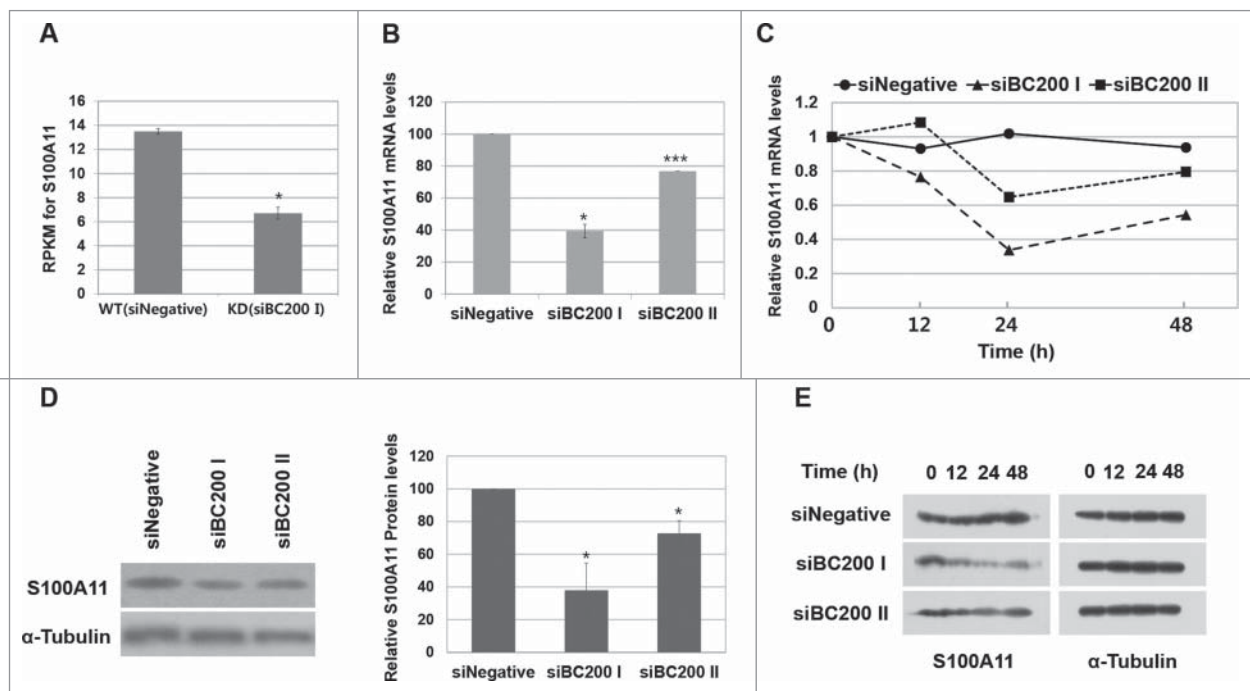 A
RPKM for S100A11
16
14
12
10
8
6
4
2
0
*
WT(siNegative) KD(siBC200 I)
B
Relative S100A11 mRNA levels
120
100
80
60
40
20
0
* ***
siNegative siBC200 I siBC200 II
C
siNegative siBC200 I siBC200 II
Relative S100A11 mRNA levels
1.2
1
0.8
0.6
0.4
0.2
0
0 12 24 48
Time (h)
D
siNegative siBC200 I siBC200 II
S100A11
α-Tubulin
Relative S100A11 Protein levels
120
100
80
60
40
20
0
* *
siNegative siBC200 I siBC200 II
E
Time (h) 0 12 24 48 0 12 24 48
siNegative
siBC200 I
siBC200 II
S100A11 α-Tubulin